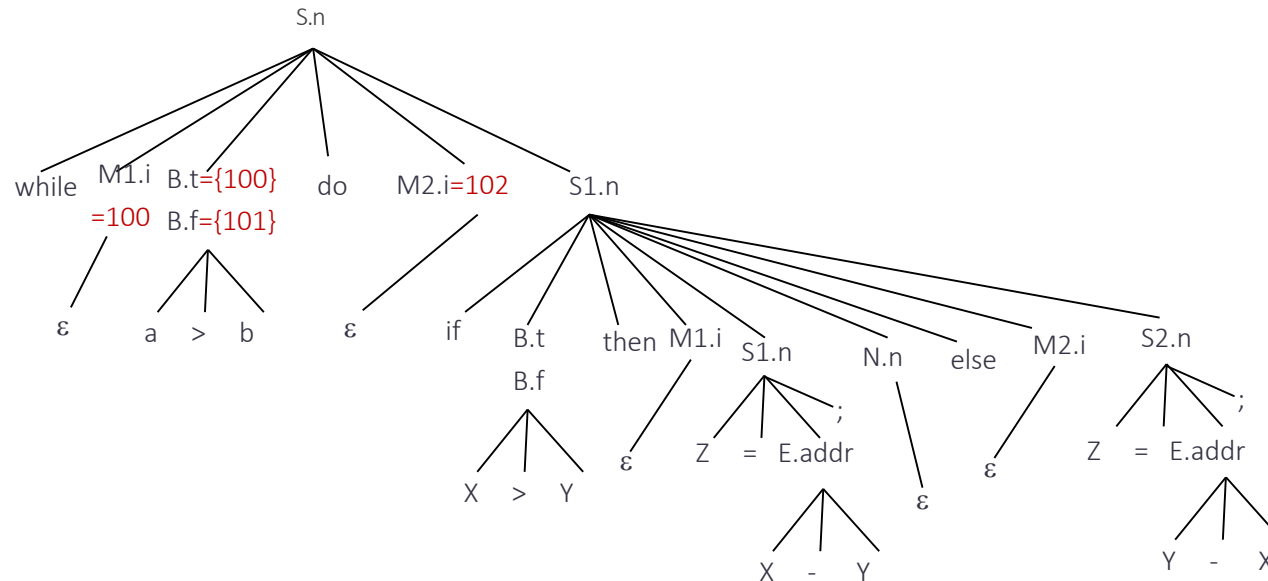 S.n
while M1.i B.t={100} do M2.i=102 S1.n
=100 B.f={101}
ε a > b ε if B.t then M1.i S1.n N.n else M2.i S2.n
B.f
; ;
ε Z = E.addr ε Z = E.addr
X > Y ε
X - Y Y - X